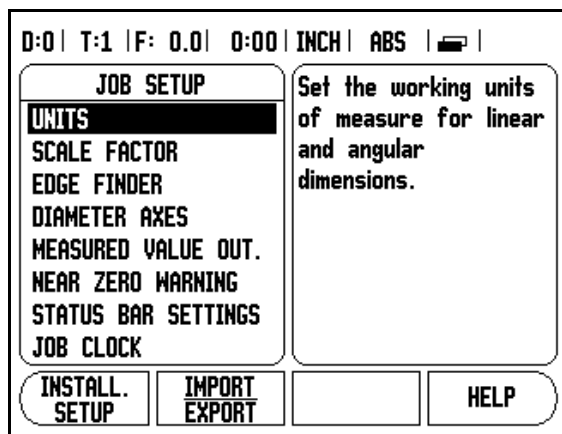 D:0 | T:1 | F: 0.0 | 0:00 | INCH | ABS | |
JOB SETUP
UNITS
SCALE FACTOR
EDGE FINDER
DIAMETER AXES
MEASURED VALUE OUT.
NEAR ZERO WARNING
STATUS BAR SETTINGS
JOB CLOCK
Set the working units
of measure for linear
and angular
dimensions.
INSTALL.
SETUP
IMPORT
EXPORT
HELP